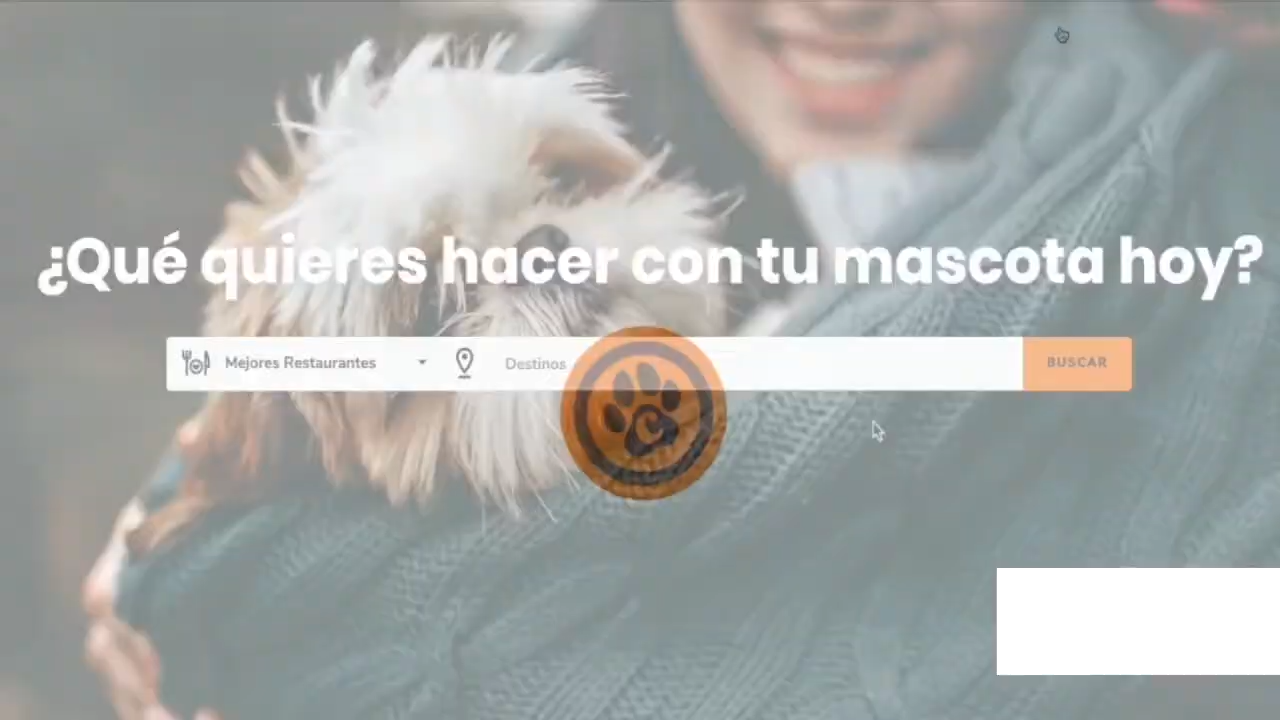 ¿Qué quieres hacer con tu mascota hoy?
Mejores Restaurantes
Destinos
BUSCAR
C